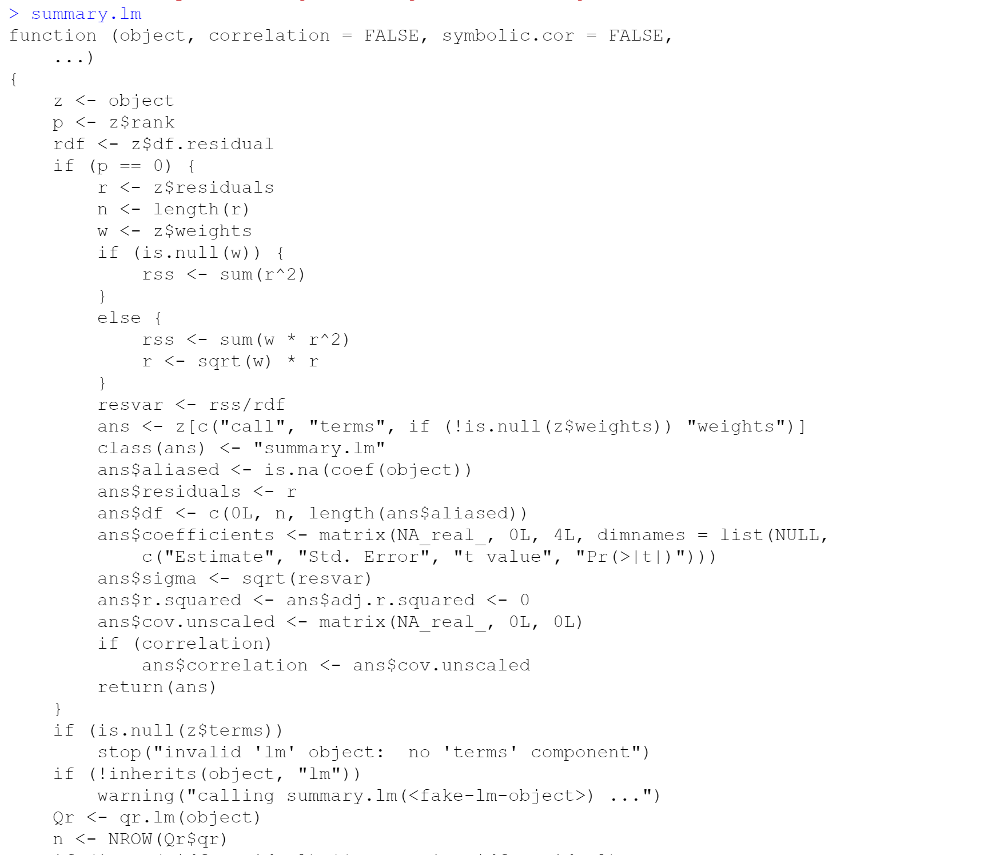 > summary.lm
function (object, correlation = FALSE, symbolic.cor = FALSE,
    ...)
{
    z <- object
    p <- z$rank
    rdf <- z$df.residual
    if (p == 0) {
        r <- z$residuals
        n <- length(r)
        w <- z$weights
        if (is.null(w)) {
            rss <- sum(r^2)
        }
        else {
            rss <- sum(w * r^2)
            r <- sqrt(w) * r
        }
        resvar <- rss/rdf
        ans <- z[c("call", "terms", if (!is.null(z$weights)) "weights")]
        class(ans) <- "summary.lm"
        ans$aliased <- is.na(coef(object))
        ans$residuals <- r
        ans$df <- c(0L, n, length(ans$aliased))
        ans$coefficients <- matrix(NA_real_, 0L, 4L, dimnames = list(NULL,
            c("Estimate", "Std. Error", "t value", "Pr(>|t|)")))
        ans$sigma <- sqrt(resvar)
        ans$r.squared <- ans$adj.r.squared <- 0
        ans$cov.unscaled <- matrix(NA_real_, 0L, 0L)
        if (correlation)
            ans$correlation <- ans$cov.unscaled
        return(ans)
    }
    if (is.null(z$terms))
        stop("invalid 'lm' object:  no 'terms' component")
    if (!inherits(object, "lm"))
        warning("calling summary.lm(<fake-lm-object>) ...")
    Qr <- qr.lm(object)
    n <- NROW(Qr$qr)